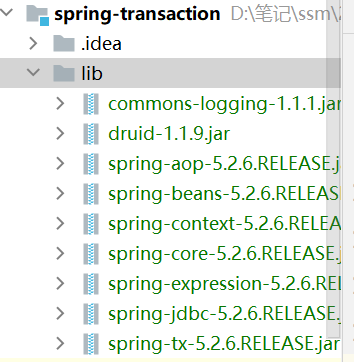 spring-transaction D:\笔记\ssm\
.idea
lib
commons-logging-1.1.1.jar
druid-1.1.9.jar
spring-aop-5.2.6.RELEASE.j
spring-beans-5.2.6.RELEASE
spring-context-5.2.6.RELEA
spring-core-5.2.6.RELEASE.j
spring-expression-5.2.6.REL
spring-jdbc-5.2.6.RELEASE.
spring-tx-5.2.6.RELEASE.jar